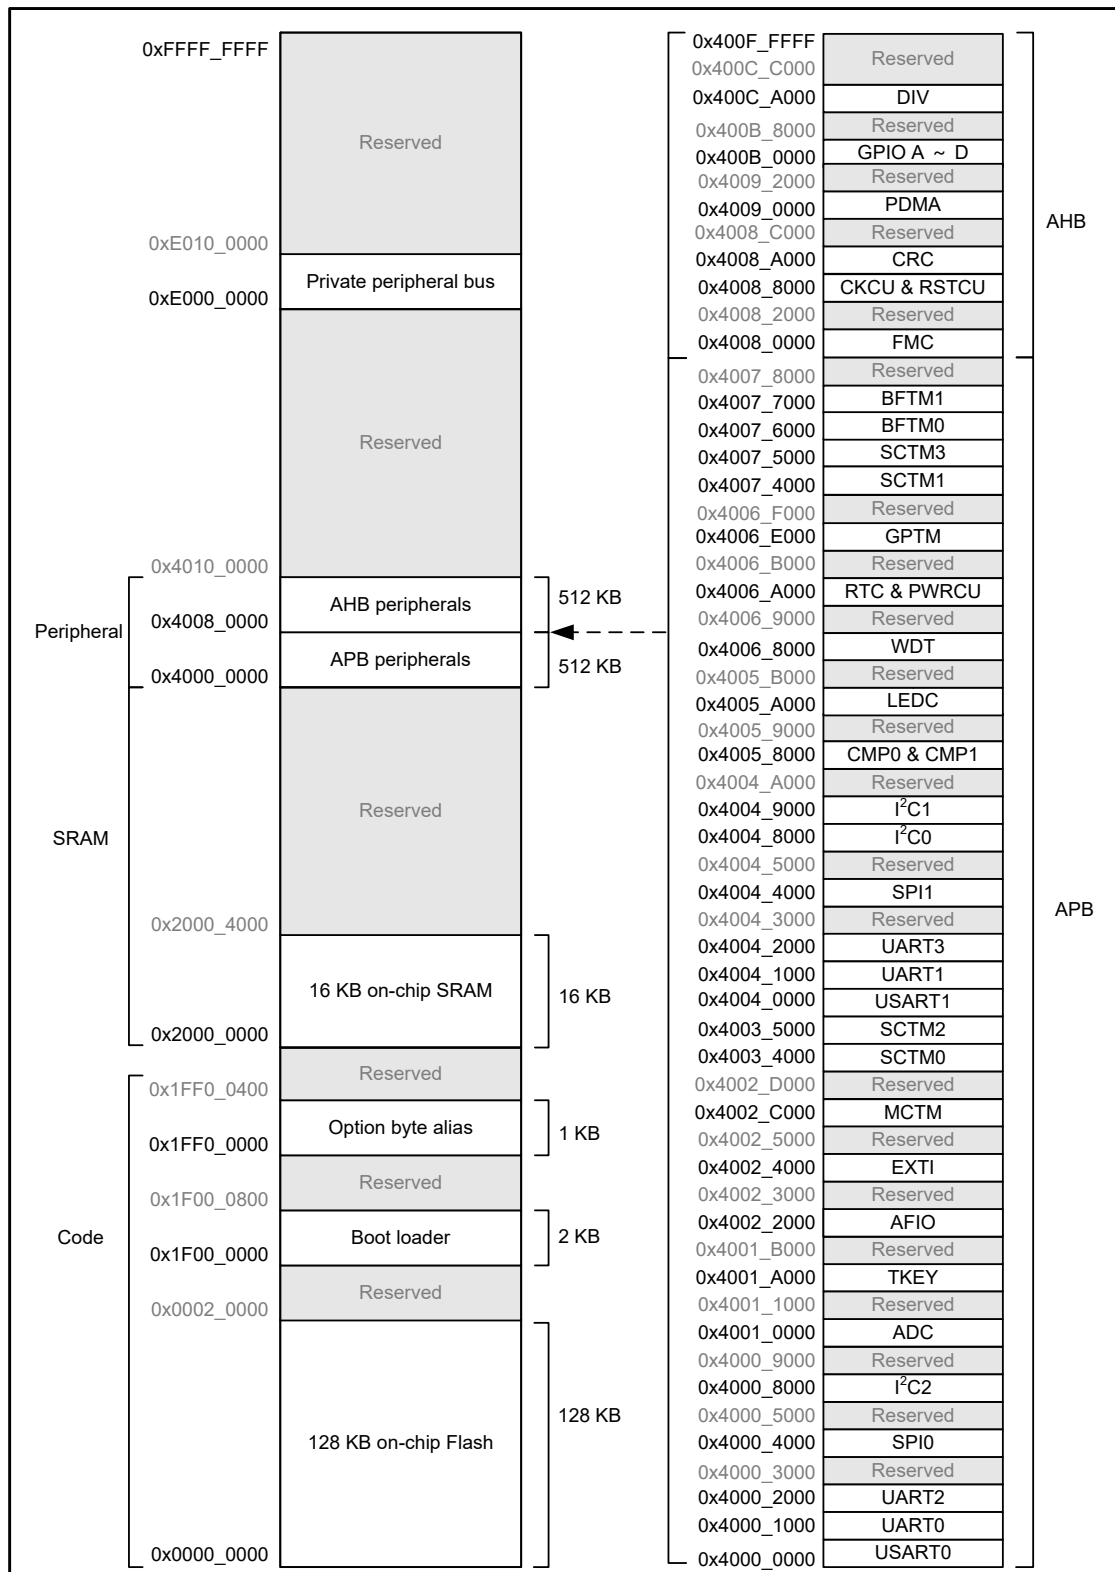 0xFFFF_FFFF
Reserved
0xE010_0000
Private peripheral bus
0xE000_0000
Reserved
0x4010_0000
AHB peripherals
512 KB
0x4008_0000
Peripheral
APB peripherals
512 KB
0x4000_0000
Reserved
SRAM
0x2000_4000
16 KB on-chip SRAM
16 KB
0x2000_0000
Reserved
0x1FF0_0400
Option byte alias
1 KB
0x1FF0_0000
Reserved
0x1F00_0800
Code
Boot loader
2 KB
0x1F00_0000
Reserved
0x0002_0000
128 KB on-chip Flash
128 KB
0x0000_0000
0x400F_FFFF
Reserved
0x400C_C000
0x400C_A000 DIV
0x400B_8000 Reserved
0x400B_0000 GPIO A ~ D
0x4009_2000 Reserved
0x4009_0000 PDMA
AHB
0x4008_C000 Reserved
0x4008_A000 CRC
0x4008_8000 CKCU & RSTCU
0x4008_2000 Reserved
0x4008_0000 FMC
0x4007_8000 Reserved
0x4007_7000 BFTM1
0x4007_6000 BFTM0
0x4007_5000 SCTM3
0x4007_4000 SCTM1
0x4006_F000 Reserved
0x4006_E000 GPTM
0x4006_B000 Reserved
0x4006_A000 RTC & PWRCU
0x4006_9000 Reserved
0x4006_8000 WDT
0x4005_B000 Reserved
0x4005_A000 LEDC
0x4005_9000 Reserved
0x4005_8000 CMP0 & CMP1
0x4004_A000 Reserved
0x4004_9000 I²C1
0x4004_8000 I²C0
0x4004_5000 Reserved
0x4004_4000 SPI1
APB
0x4004_3000 Reserved
0x4004_2000 UART3
0x4004_1000 UART1
0x4004_0000 USART1
0x4003_5000 SCTM2
0x4003_4000 SCTM0
0x4002_D000 Reserved
0x4002_C000 MCTM
0x4002_5000 Reserved
0x4002_4000 EXTI
0x4002_3000 Reserved
0x4002_2000 AFIO
0x4001_B000 Reserved
0x4001_A000 TKEY
0x4001_1000 Reserved
0x4001_0000 ADC
0x4000_9000 Reserved
0x4000_8000 I²C2
0x4000_5000 Reserved
0x4000_4000 SPI0
0x4000_3000 Reserved
0x4000_2000 UART2
0x4000_1000 UART0
0x4000_0000 USART0